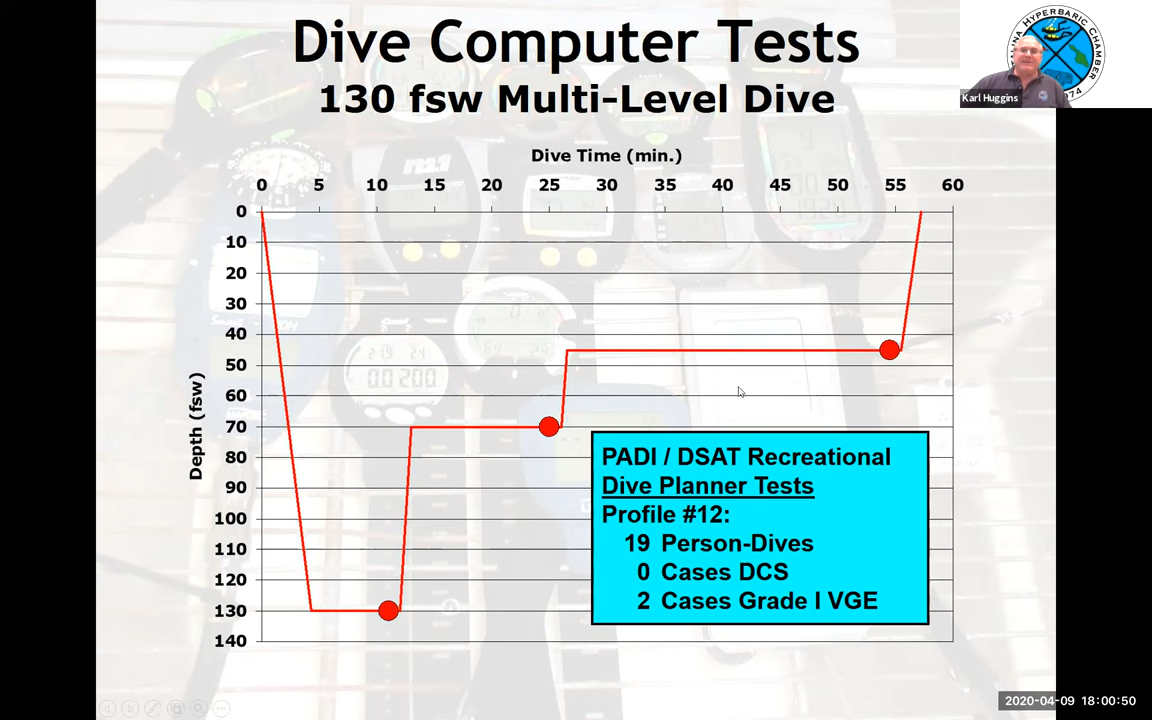 Dive Computer Tests
130 fsw Multi-Level Dive
HYPERBARIC CHAMBER
Karl Huggins
Dive Time (min.)
0 5 10 15 20 25 30 35 40 45 50 55 60
Depth (fsw)
0
10
20
30
40
50
60
70
80
90
100
110
120
130
140
PADI / DSAT Recreational
Dive Planner Tests
Profile #12:
19 Person-Dives
0 Cases DCS
2 Cases Grade I VGE
2020-04-09 18:00:50